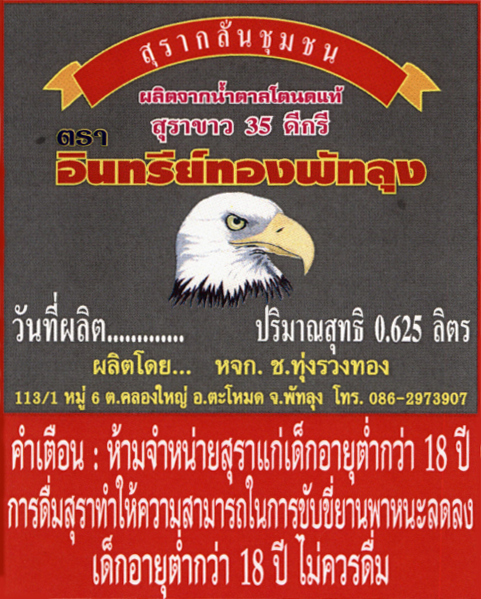 สุรากลั่นชุมชน
ผลิตจากน้ำตาลโตนดแท้
สุราขาว 35 ดีกรี
ตรา
อินทรีย์ทองพัทลุง
วันที่ผลิต............. ปริมาณสุทธิ 0.625 ลิตร
ผลิตโดย... หจก. ช.ทุ่งรวงทอง
113/1 หมู่ 6 ต.คลองใหญ่ อ.ตะโหมด จ.พัทลุง โทร. 086-2973907
คำเตือน : ห้ามจำหน่ายสุราแก่เด็กอายุต่ำกว่า 18 ปี
การดื่มสุราทำให้ความสามารถในการขับขี่ยานพาหนะลดลง
เด็กอายุต่ำกว่า 18 ปี ไม่ควรดื่ม